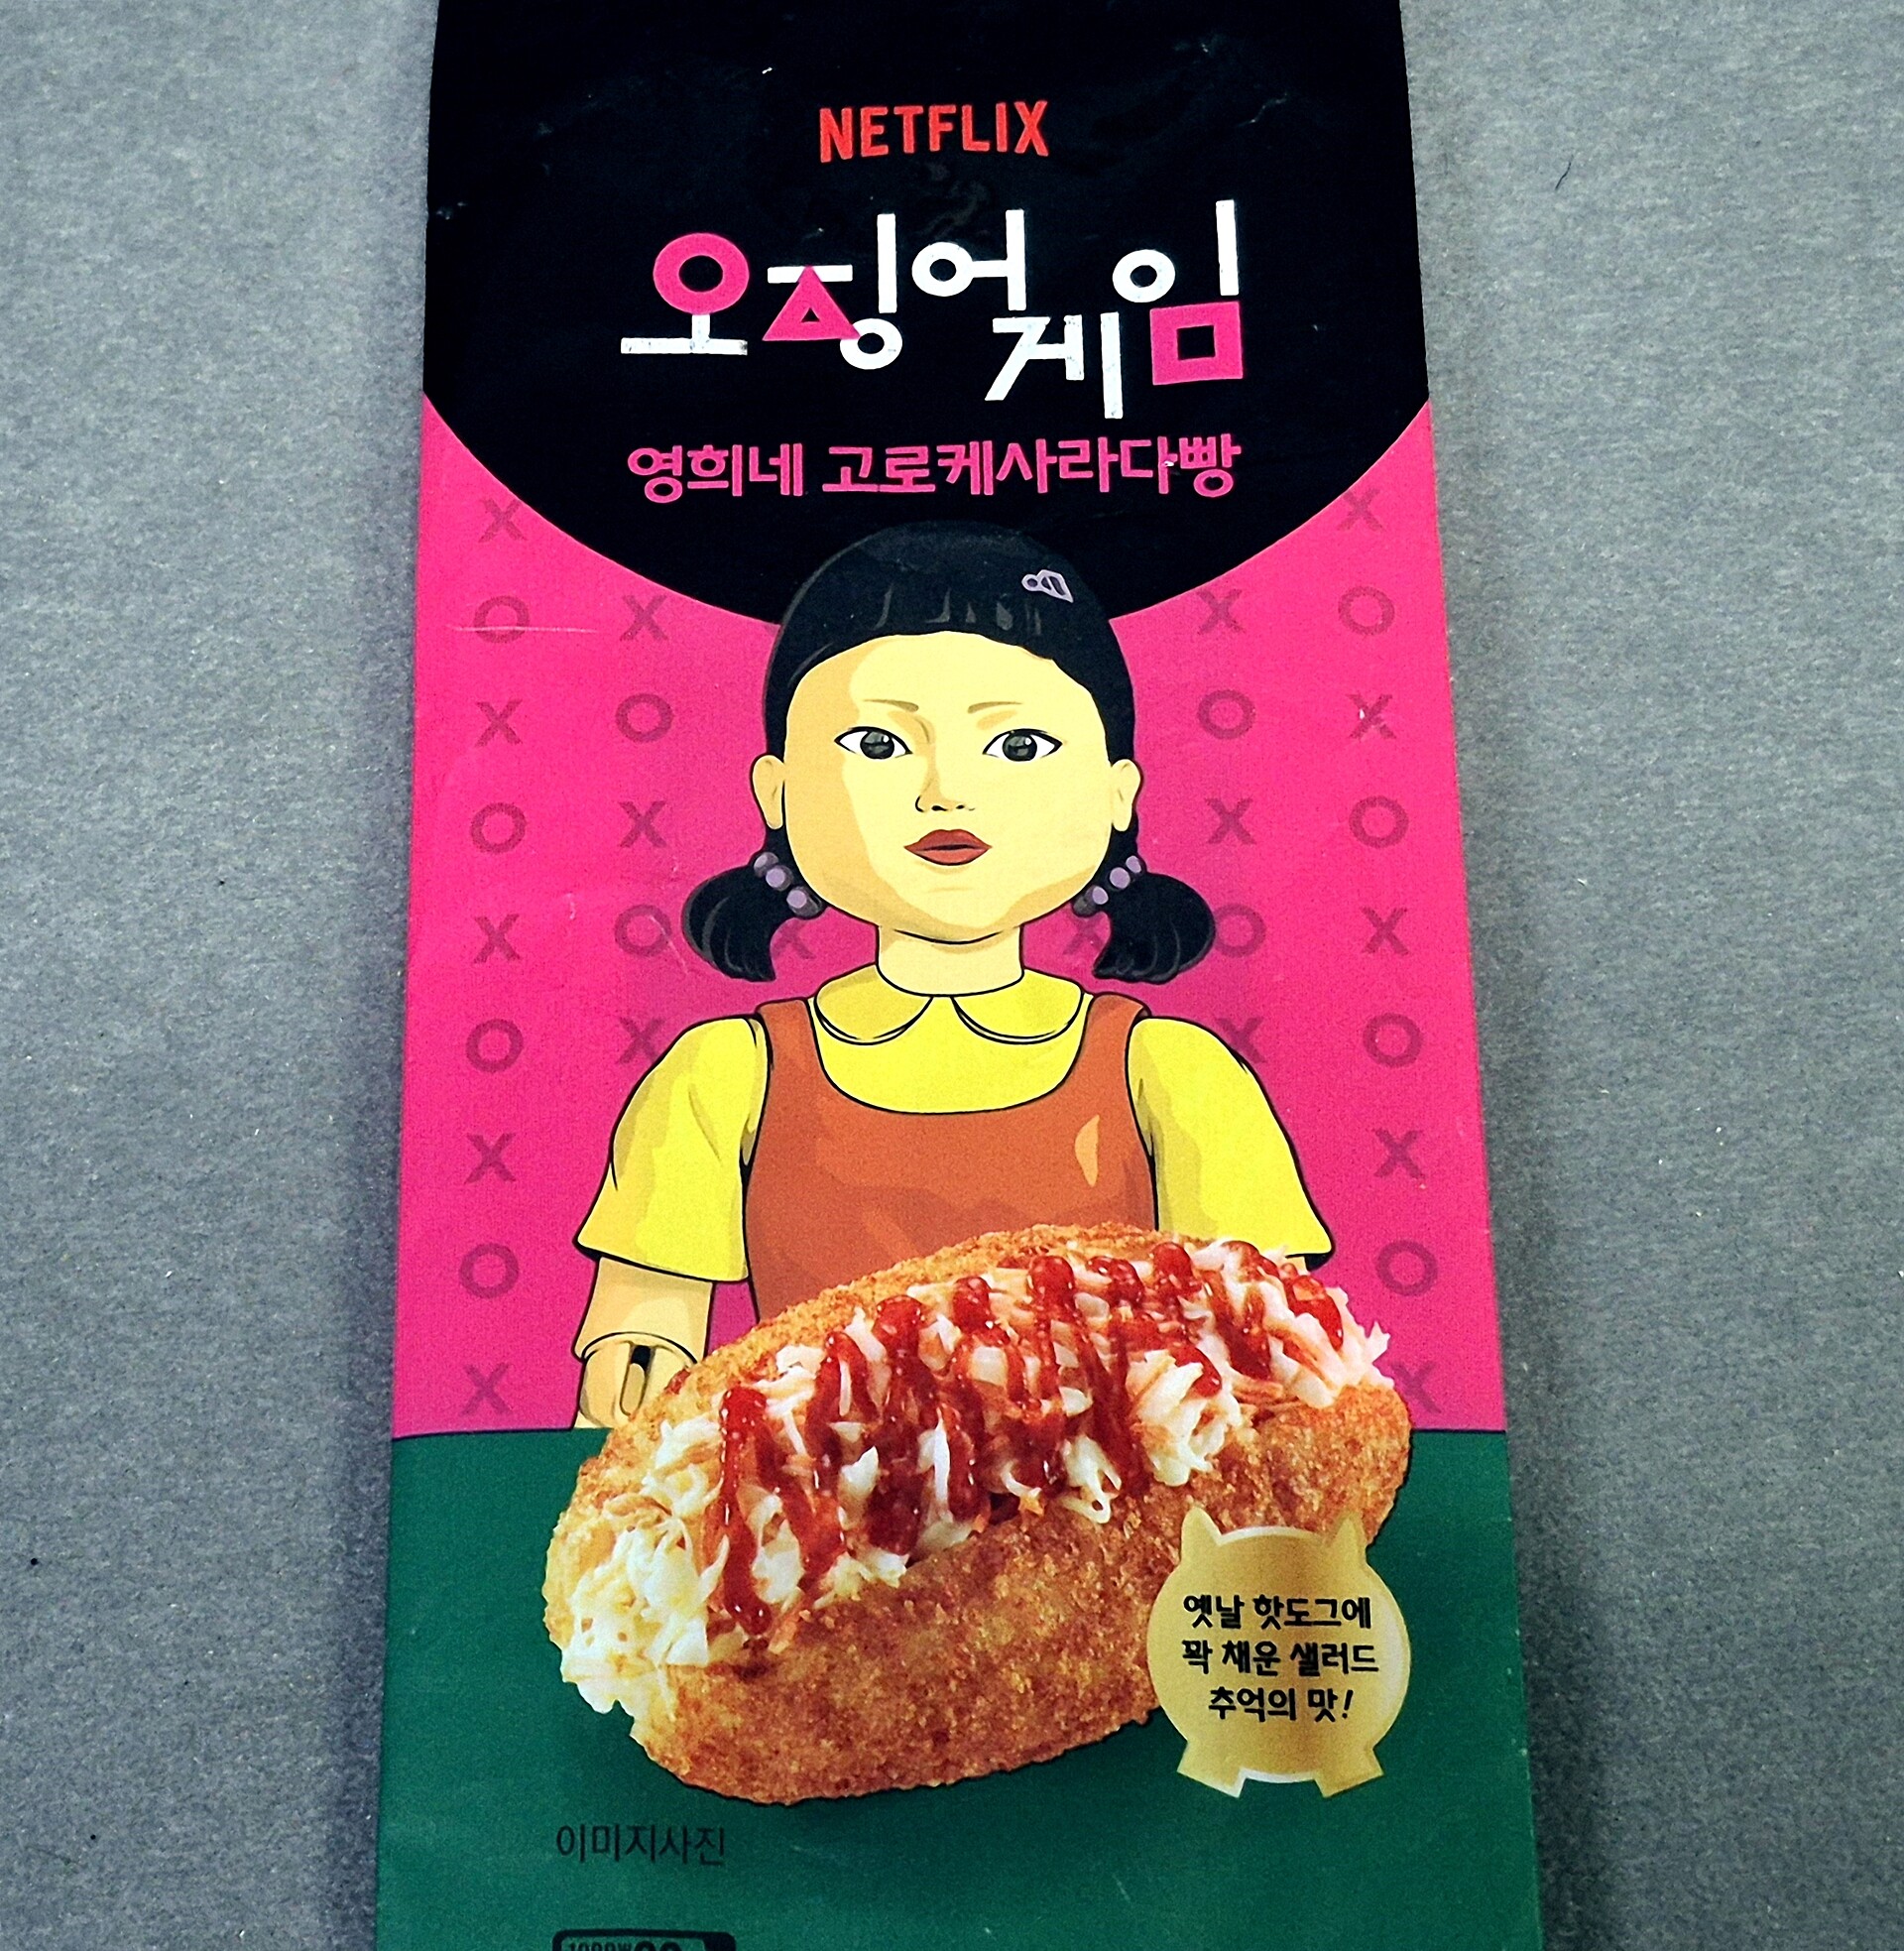 NETFLIX
오징어
게임
영희네 고로케사라다빵
옛날 핫도그에
꽉 채운 샐러드
추억의 맛!
이미지사진